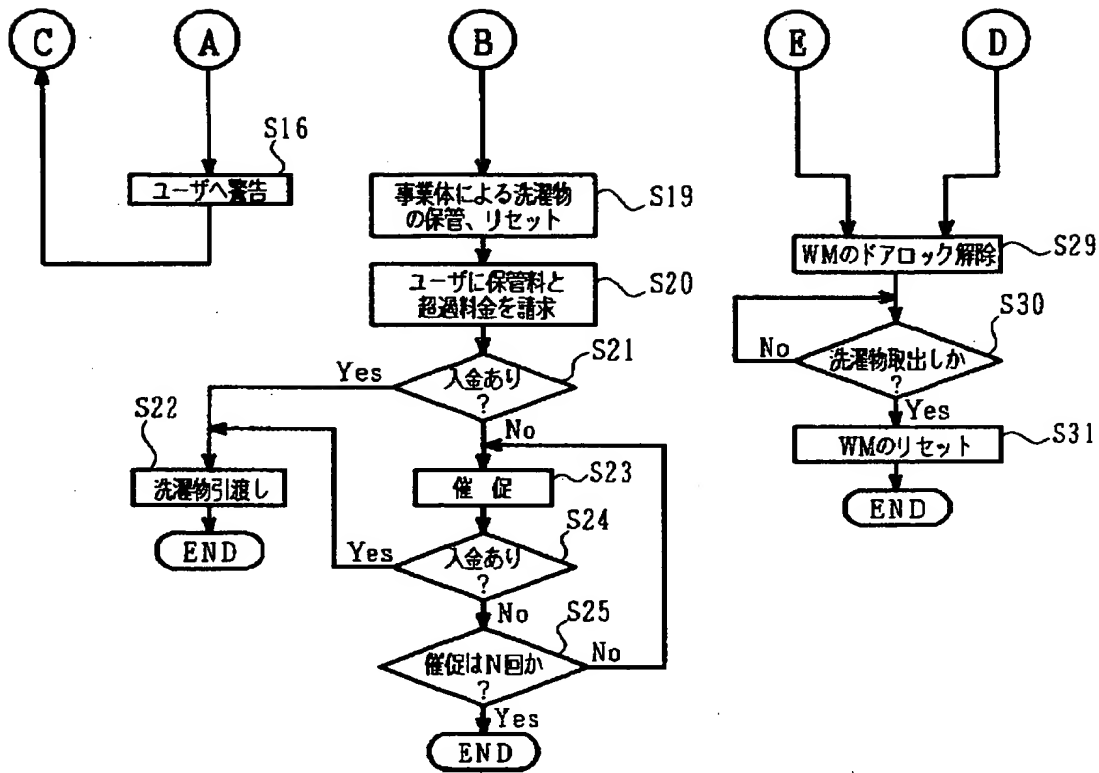 C
A
B
E
D
S16
ユーザへ警告
事業体による洗濯物
の保管、リセット
S19
ユーザに保管料と
超過料金を請求
S20
入金あり
?
S21
Yes
No
S22
洗濯物引渡し
END
催 促
S23
入金あり
?
S24
Yes
No
催促はN回か
?
S25
No
Yes
END
WMのドアロック解除
S29
洗濯物取出しか
?
S30
No
Yes
WMのリセット
S31
END